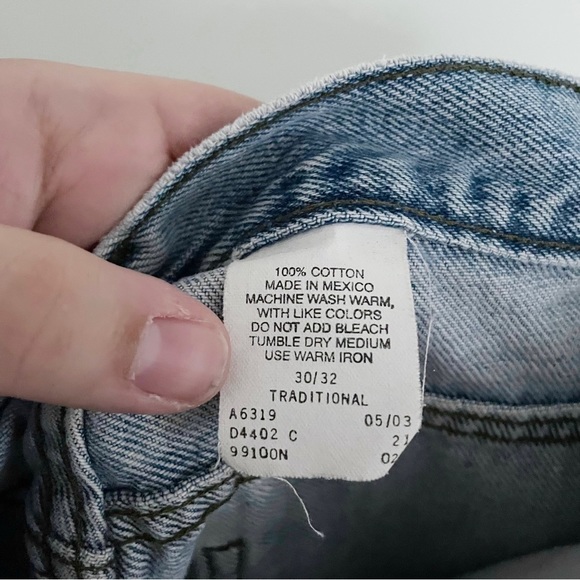 100% COTTON
MADE IN MEXICO
MACHINE WASH WARM,
WITH LIKE COLORS
DO NOT ADD BLEACH
TUMBLE DRY MEDIUM
USE WARM IRON
30/32
TRADITIONAL
A6319 05/03
D4402 C 21
99100N